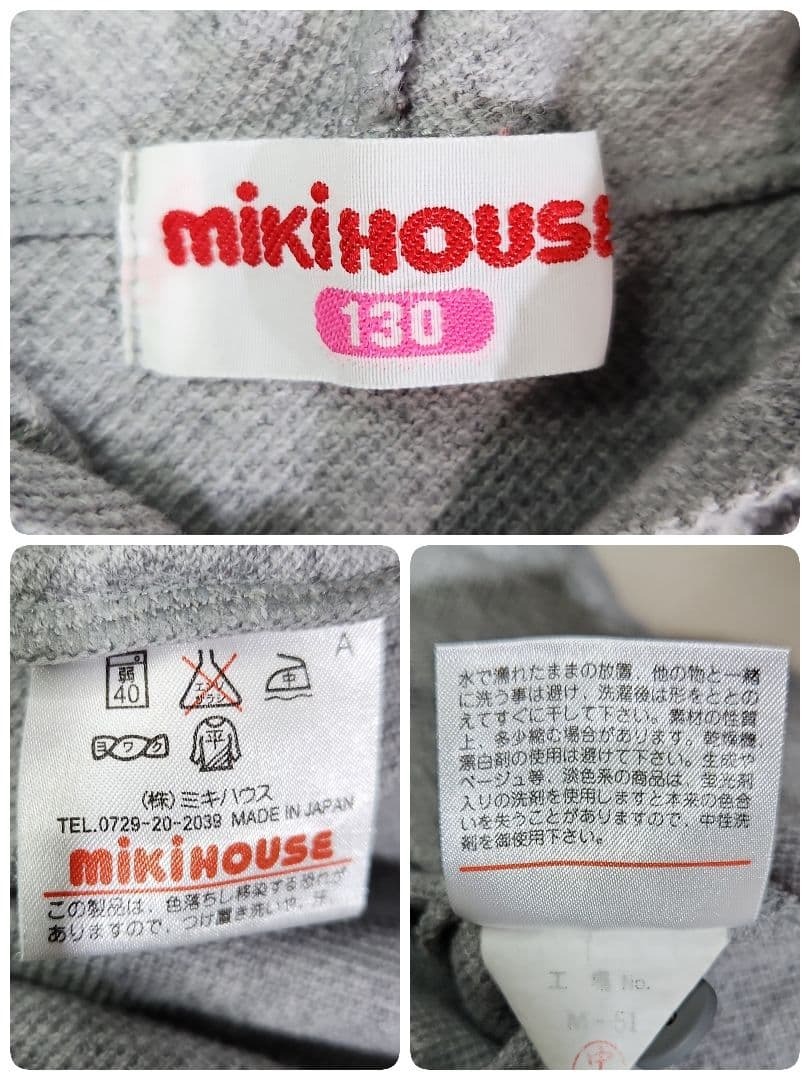 mikiHOUSE
130
A
弱
40
エンソ
サラシ
中
ヨワク
平
(株)ミキハウス
TEL.0729-20-2039 MADE IN JAPAN
mikiHOUSE
この製品は、色落ちし移染する恐れが
ありますので、つけ置き洗いや、汗、
水で濡れたままの放置、他の物と一緒
に洗う事は避け、洗濯後は形をととの
えてすぐに干して下さい。素材の性質
上、多少縮む場合があります。乾燥機、
漂白剤の使用は避けて下さい。生成や
ベージュ等、淡色系の商品は、蛍光剤
入りの洗剤を使用しますと本来の色合
いを失うことがありますので、中性洗
剤を御使用下さい。
工場 No.
M-51
中